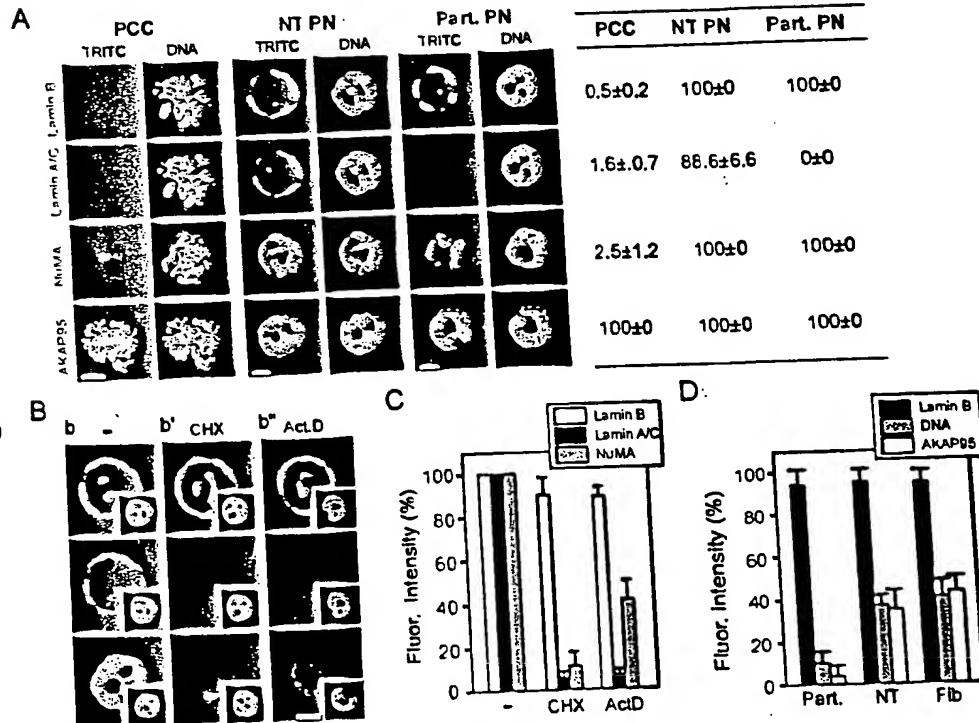 A
PCC NT PN Part. PN
TRITC DNA TRITC DNA TRITC DNA
PCC NT PN Part. PN
Lamin B
0.5±0.2 100±0 100±0
Lamin A/C
1.6±.0.7 88.6±6.6 0±0
NuMA
2.5±1.2 100±0 100±0
AKAP95
100±0 100±0 100±0
B
b - b' CHX b" ActD
C
Lamin B
Lamin A/C
NuMA
Fluor. Intensity (%)
100
80
60
40
20
0
- CHX ActD
D
Lamin B
DNA
AKAP95
Fluor. Intensity (%)
100
80
60
40
20
0
Part. NT Fib